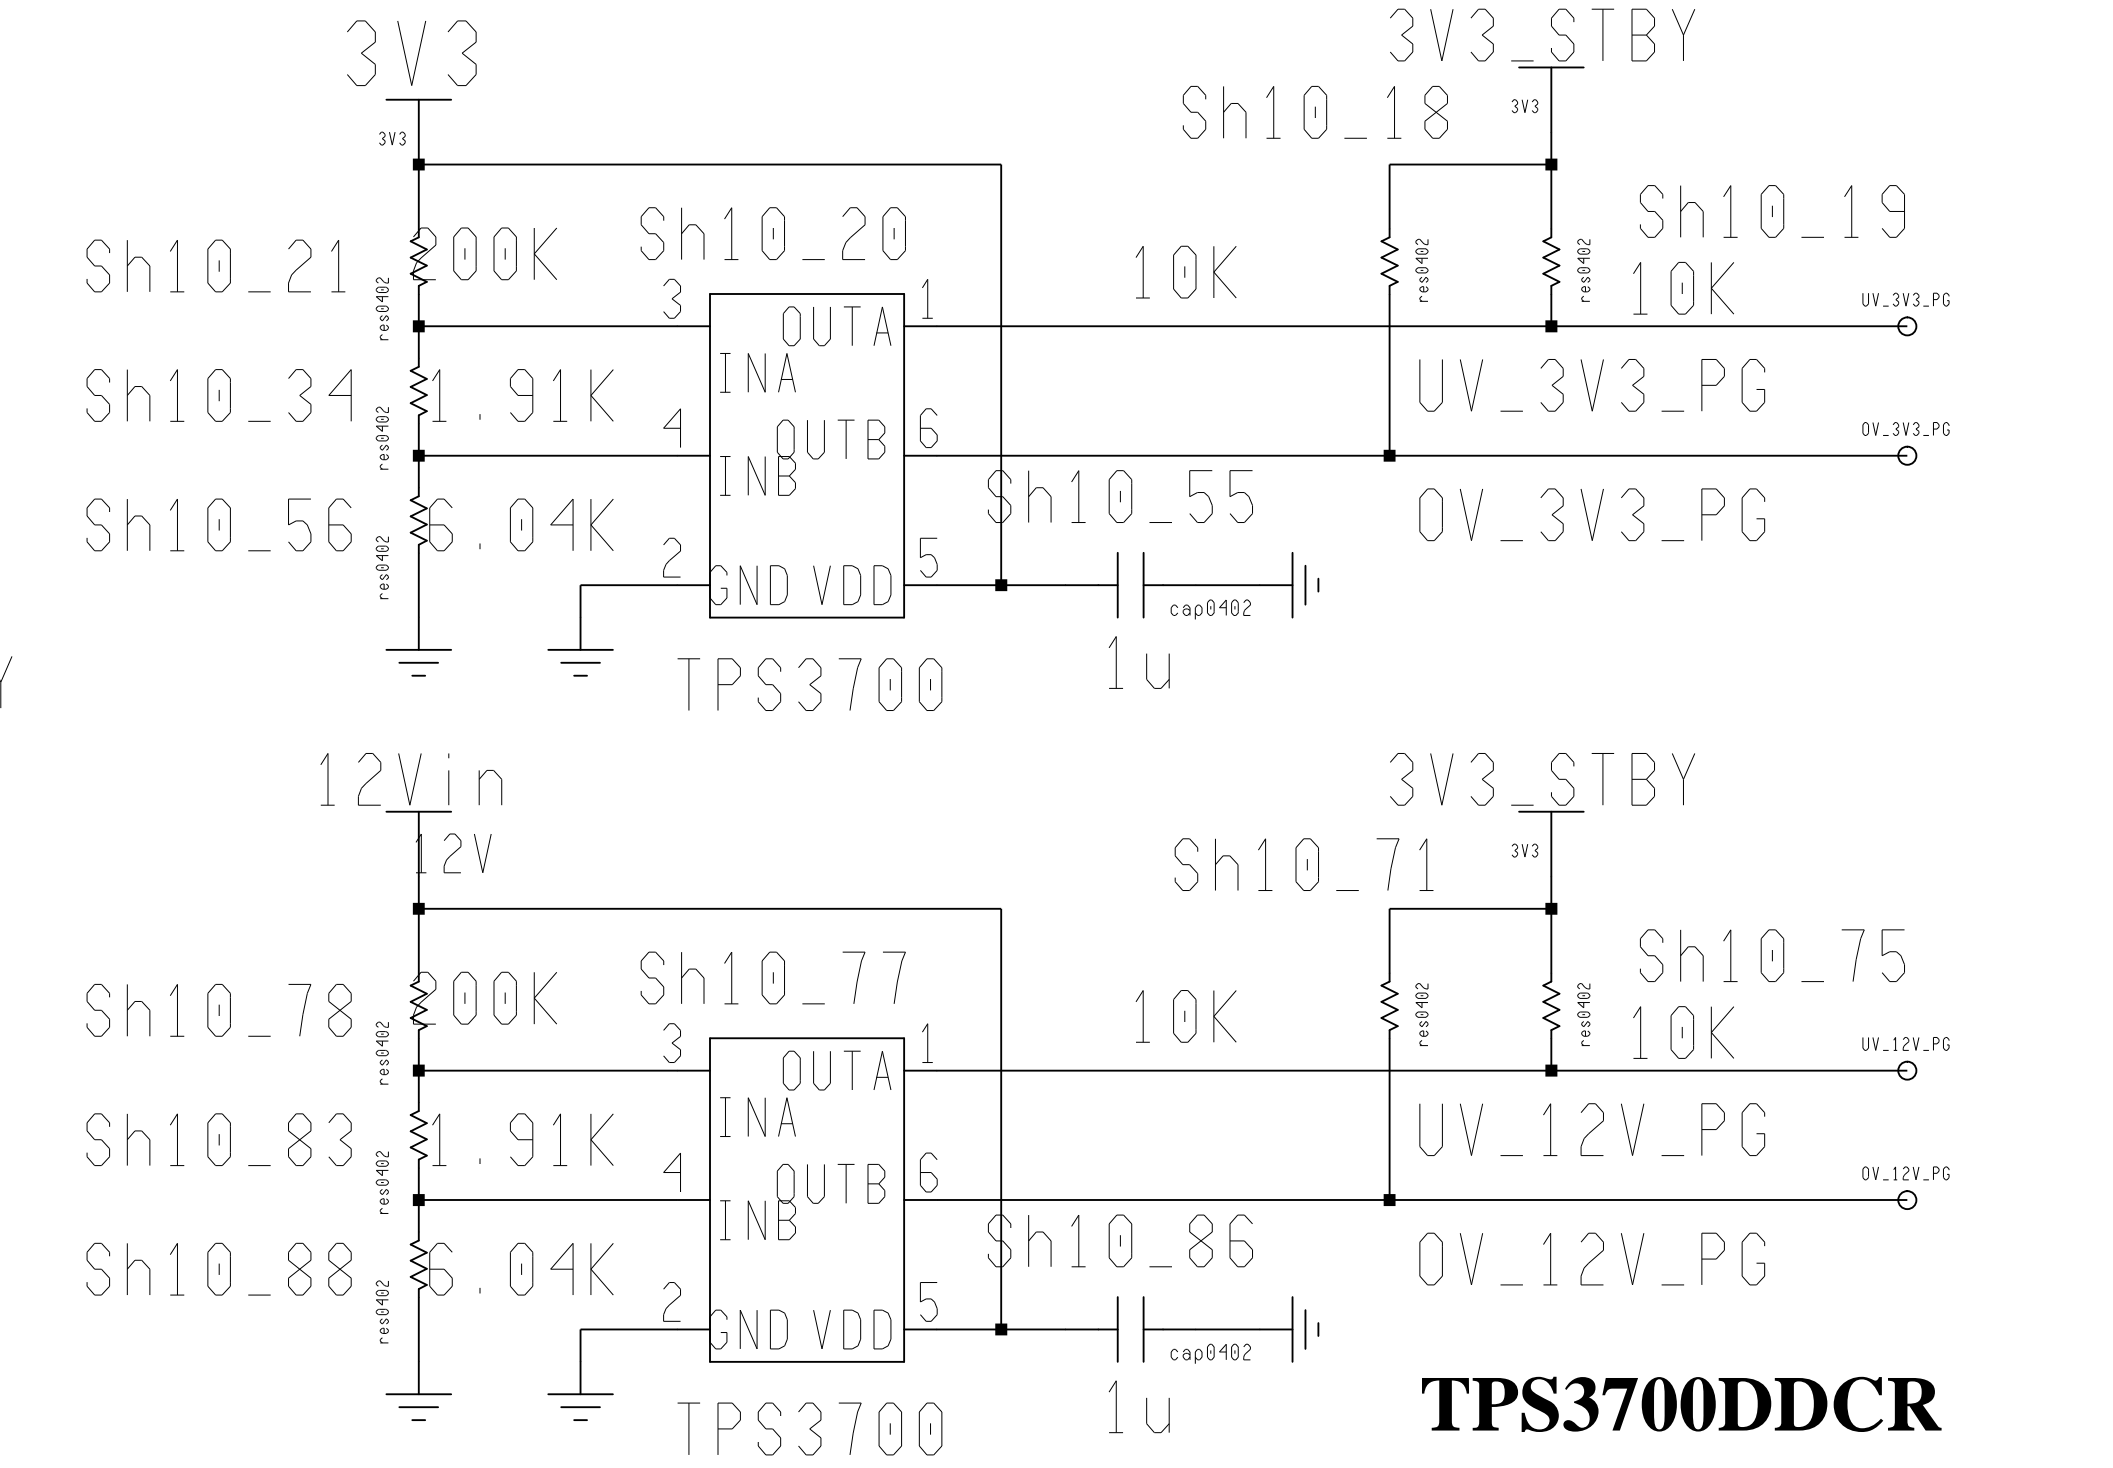 3V3
3V3_STBY
3V3
3V3
Sh10_18
Sh10_19
Sh10_21
200K
Sh10_20
10K
10K
res0402
res0402
res0402
UV_3V3_PG
3
OUTA
1
INA
Sh10_34
1.91K
res0402
UV_3V3_PG
4
OUTB
6
INB
OV_3V3_PG
Sh10_55
Sh10_56
6.04K
res0402
OV_3V3_PG
2
GND
VDD
5
cap0402
1u
TPS3700
Y
12Vin
12V
3V3_STBY
3V3
Sh10_71
Sh10_75
Sh10_78
200K
Sh10_77
10K
10K
res0402
res0402
res0402
UV_12V_PG
3
OUTA
1
INA
Sh10_83
1.91K
res0402
UV_12V_PG
4
OUTB
6
INB
OV_12V_PG
Sh10_86
Sh10_88
6.04K
res0402
OV_12V_PG
2
GND
VDD
5
cap0402
1u
TPS3700
TPS3700DDCR